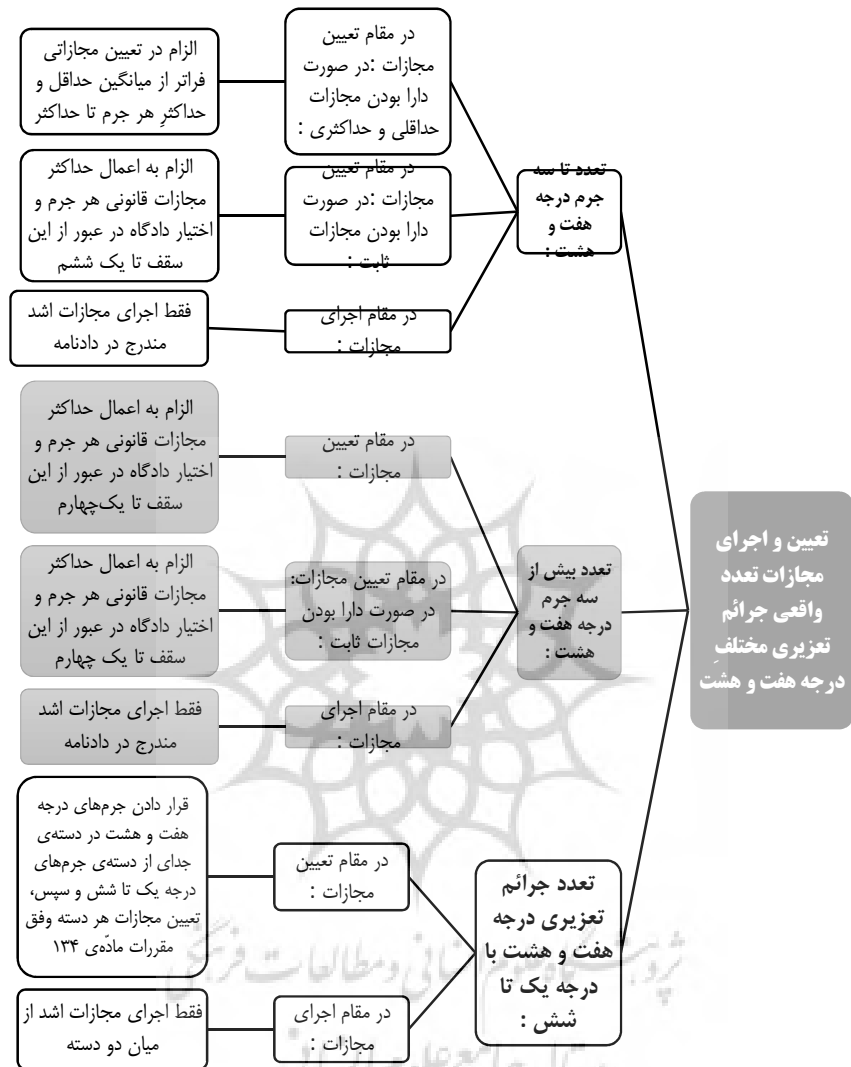 تعیین و اجرای
مجازات تعدد
واقعی جرائم
تعزیری مختلفِ
درجه هفت و هشت
تعدد تا سه
جرم درجه
هفت و
هشت :
در مقام تعیین
مجازات :در صورت
دارا بودن مجازات
حداقلی و حداکثری :
الزام در تعیین مجازاتی
فراتر از میانگین حداقل و
حداکثرِ هر جرم تا حداکثر
در مقام تعیین
مجازات :در صورت
دارا بودن مجازات
ثابت :
الزام به اعمال حداکثر
مجازات قانونی هر جرم و
اختیار دادگاه در عبور از این
سقف تا یک ششم
در مقام اجرای
مجازات :
فقط اجرای مجازات اشد
مندرج در دادنامه
تعدد بیش از
سه جرم
درجه هفت و
هشت :
در مقام تعیین
مجازات :
الزام به اعمال حداکثر
مجازات قانونی هر جرم و
اختیار دادگاه در عبور از این
سقف تا یک‌چهارم
در مقام تعیین مجازات:
در صورت دارا بودن
مجازات ثابت :
الزام به اعمال حداکثر
مجازات قانونی هر جرم و
اختیار دادگاه در عبور از این
سقف تا یک چهارم
در مقام اجرای
مجازات :
فقط اجرای مجازات اشد
مندرج در دادنامه
تعدد جرائم
تعزیری درجه
هفت و هشت با
درجه یک تا
شش :
در مقام تعیین
مجازات :
قرار دادن جرم‌های درجه
هفت و هشت در دسته‌ی
جدای از دسته‌ی جرم‌های
درجه یک تا شش و سپس،
تعیین مجازات هر دسته وفق
مقررات مادّه‌ی ۱۳۴
در مقام اجرای
مجازات :
فقط اجرای مجازات اشد از
میان دو دسته